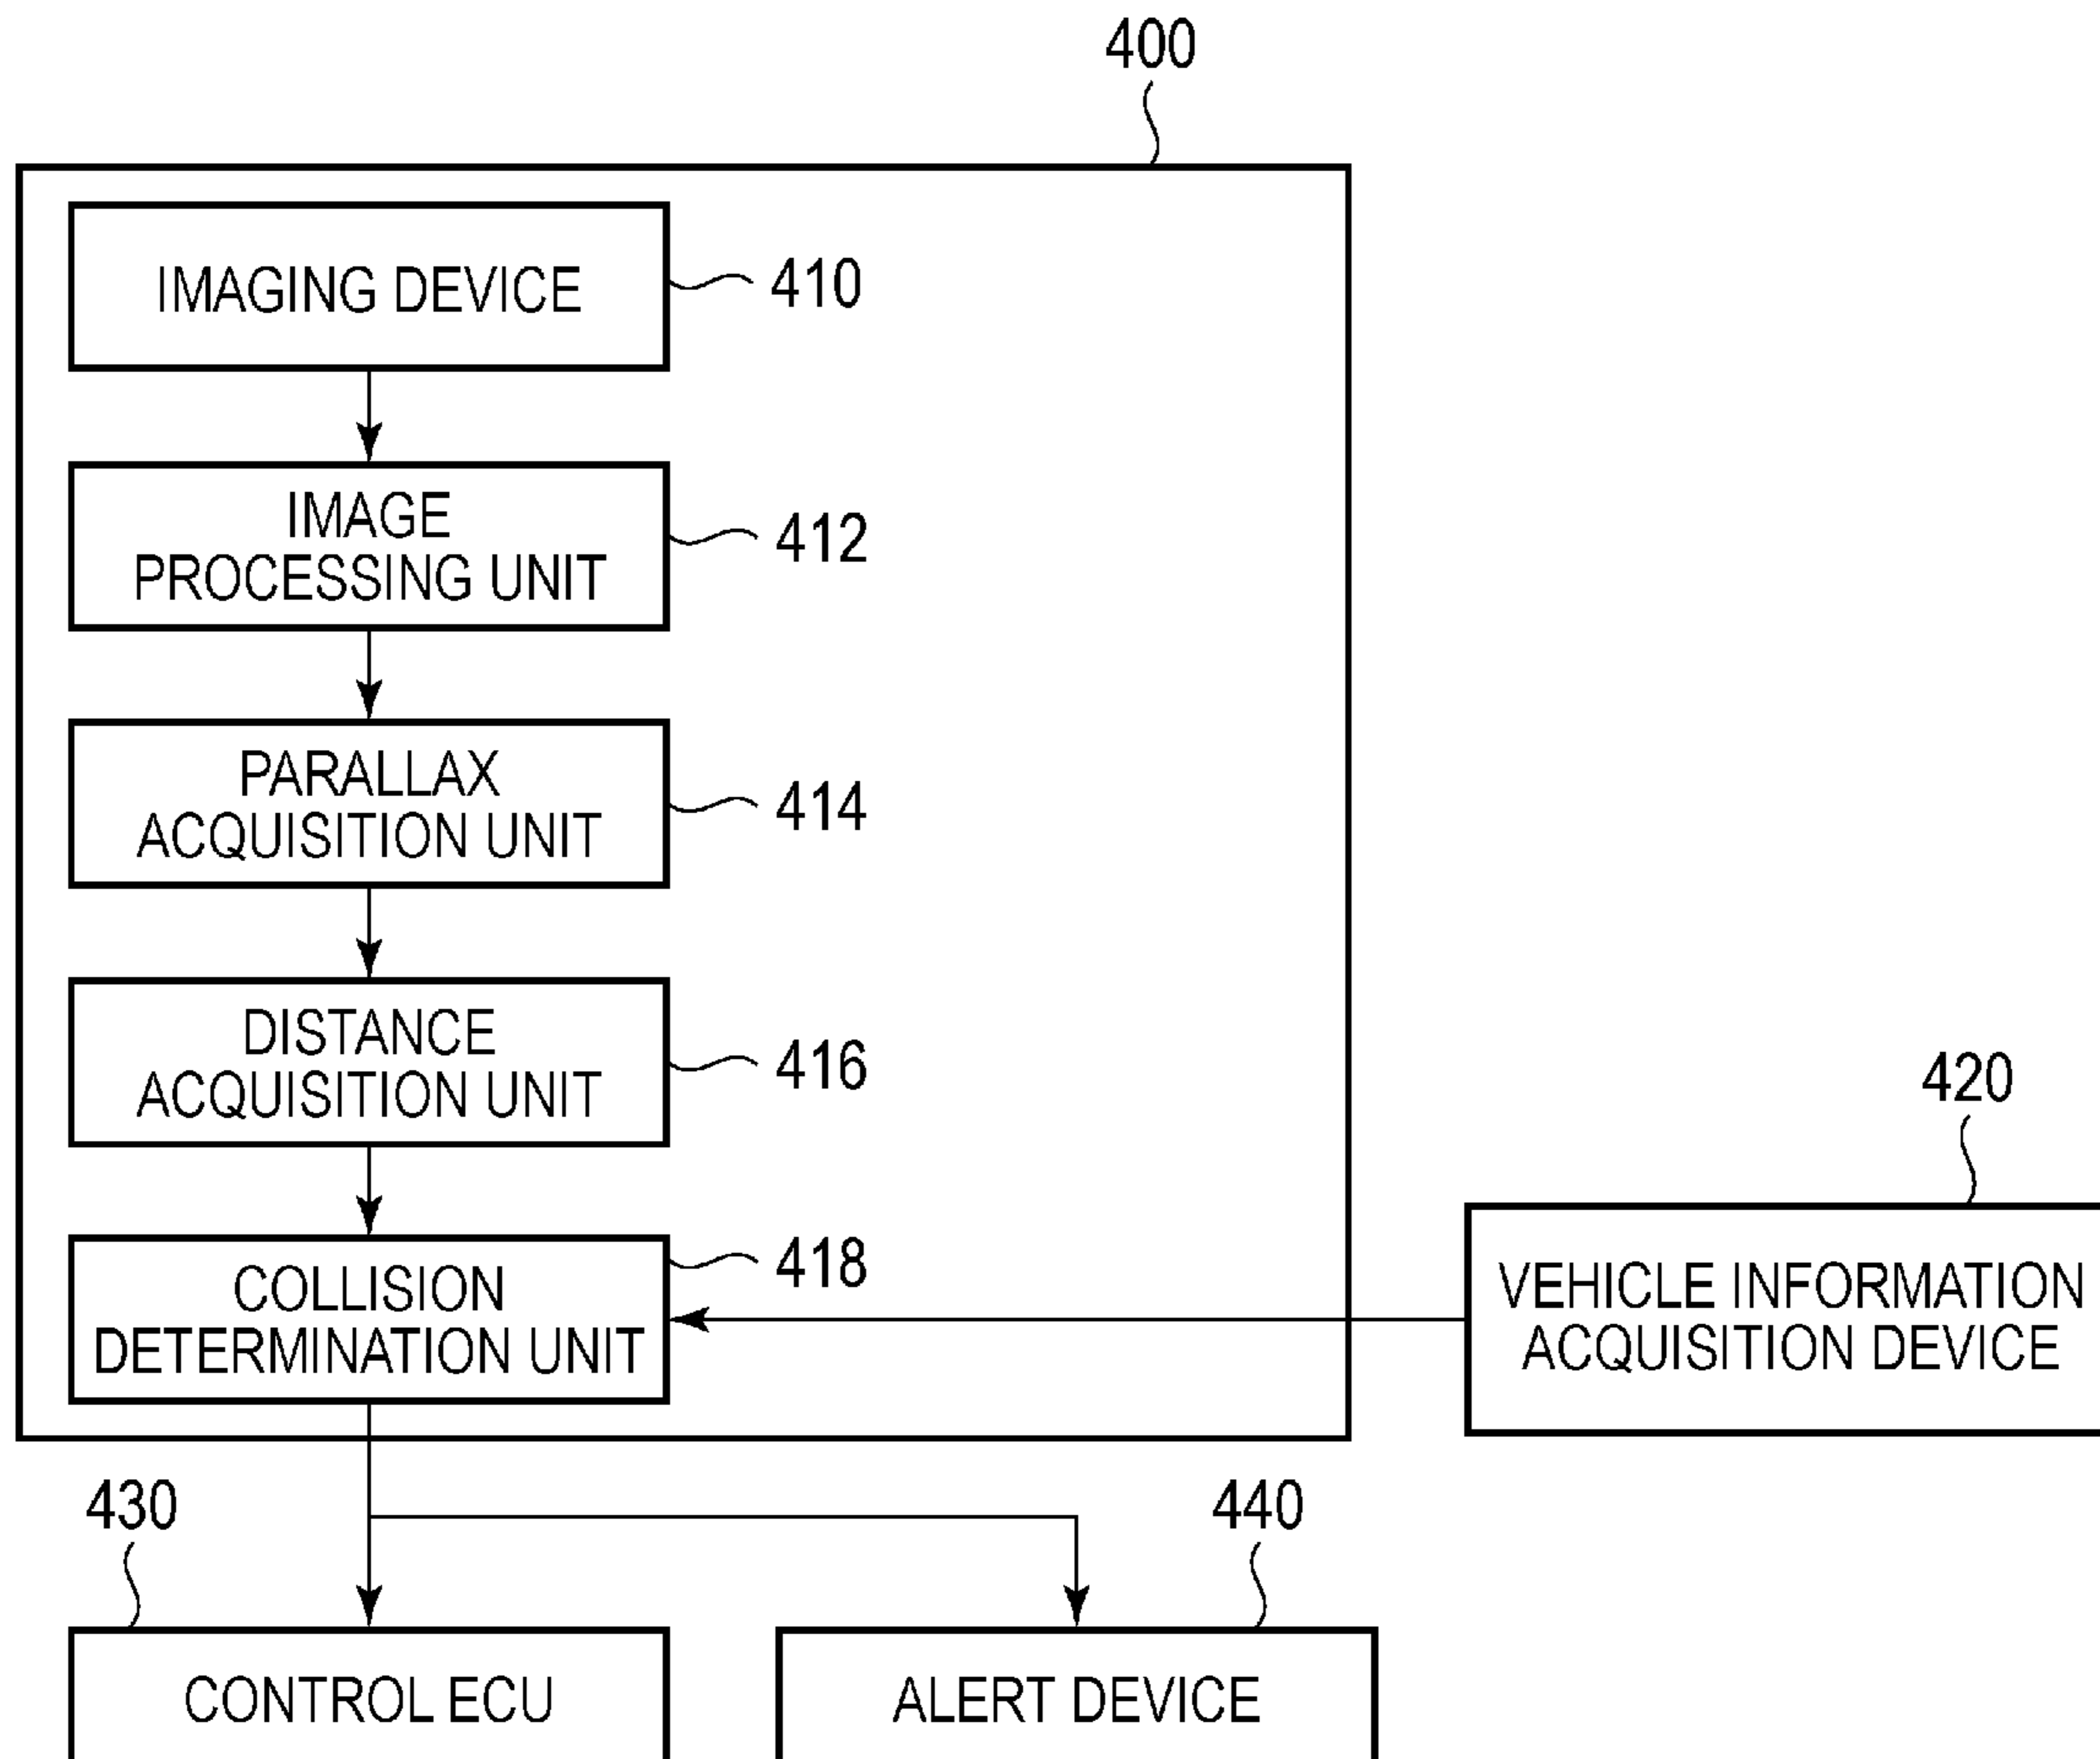 400
IMAGING DEVICE
410
IMAGE
PROCESSING UNIT
412
PARALLAX
ACQUISITION UNIT
414
DISTANCE
ACQUISITION UNIT
416
COLLISION
DETERMINATION UNIT
418
420
VEHICLE INFORMATION
ACQUISITION DEVICE
430
CONTROL ECU
440
ALERT DEVICE